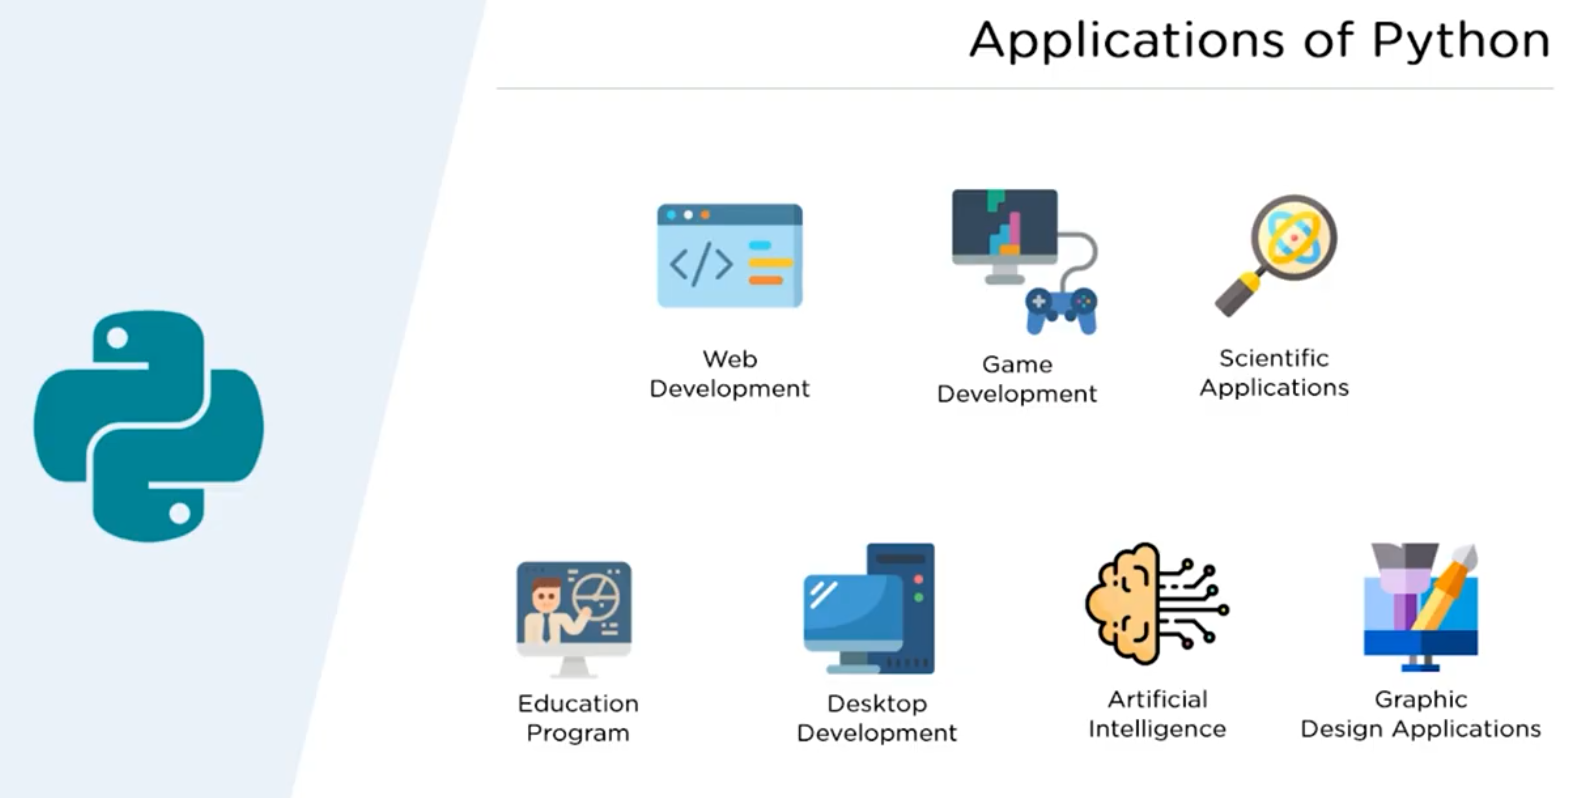 Applications of Python
Web
Development
Game
Development
Scientific
Applications
Education
Program
Desktop
Development
Artificial
Intelligence
Graphic
Design Applications